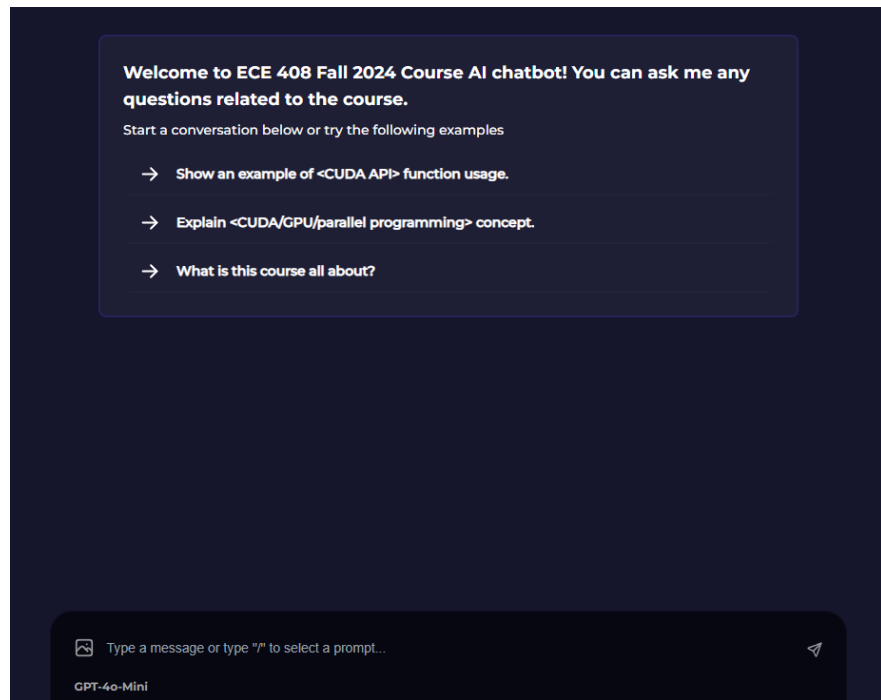 Welcome to ECE 408 Fall 2024 Course AI chatbot! You can ask me any
questions related to the course.
Start a conversation below or try the following examples
Show an example of <CUDA API> function usage.
Explain <CUDA/GPU/parallel programming> concept.
What is this course all about?
Type a message or type "/" to select a prompt...
GPT-4o-Mini